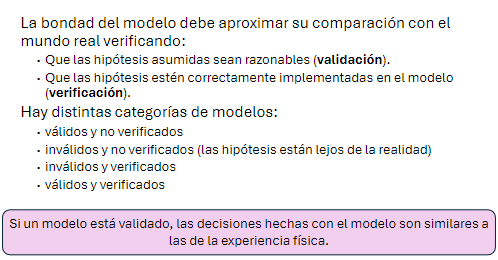 La bondad del modelo debe aproximar su comparación con el
mundo real verificando:
• Que las hipótesis asumidas sean razonables (validación).
• Que las hipótesis estén correctamente implementadas en el modelo
(verificación).
Hay distintas categorías de modelos:
• válidos y no verificados
• inválidos y no verificados (las hipótesis están lejos de la realidad)
• inválidos y verificados
• válidos y verificados
Si un modelo está validado, las decisiones hechas con el modelo son similares a
las de la experiencia física.